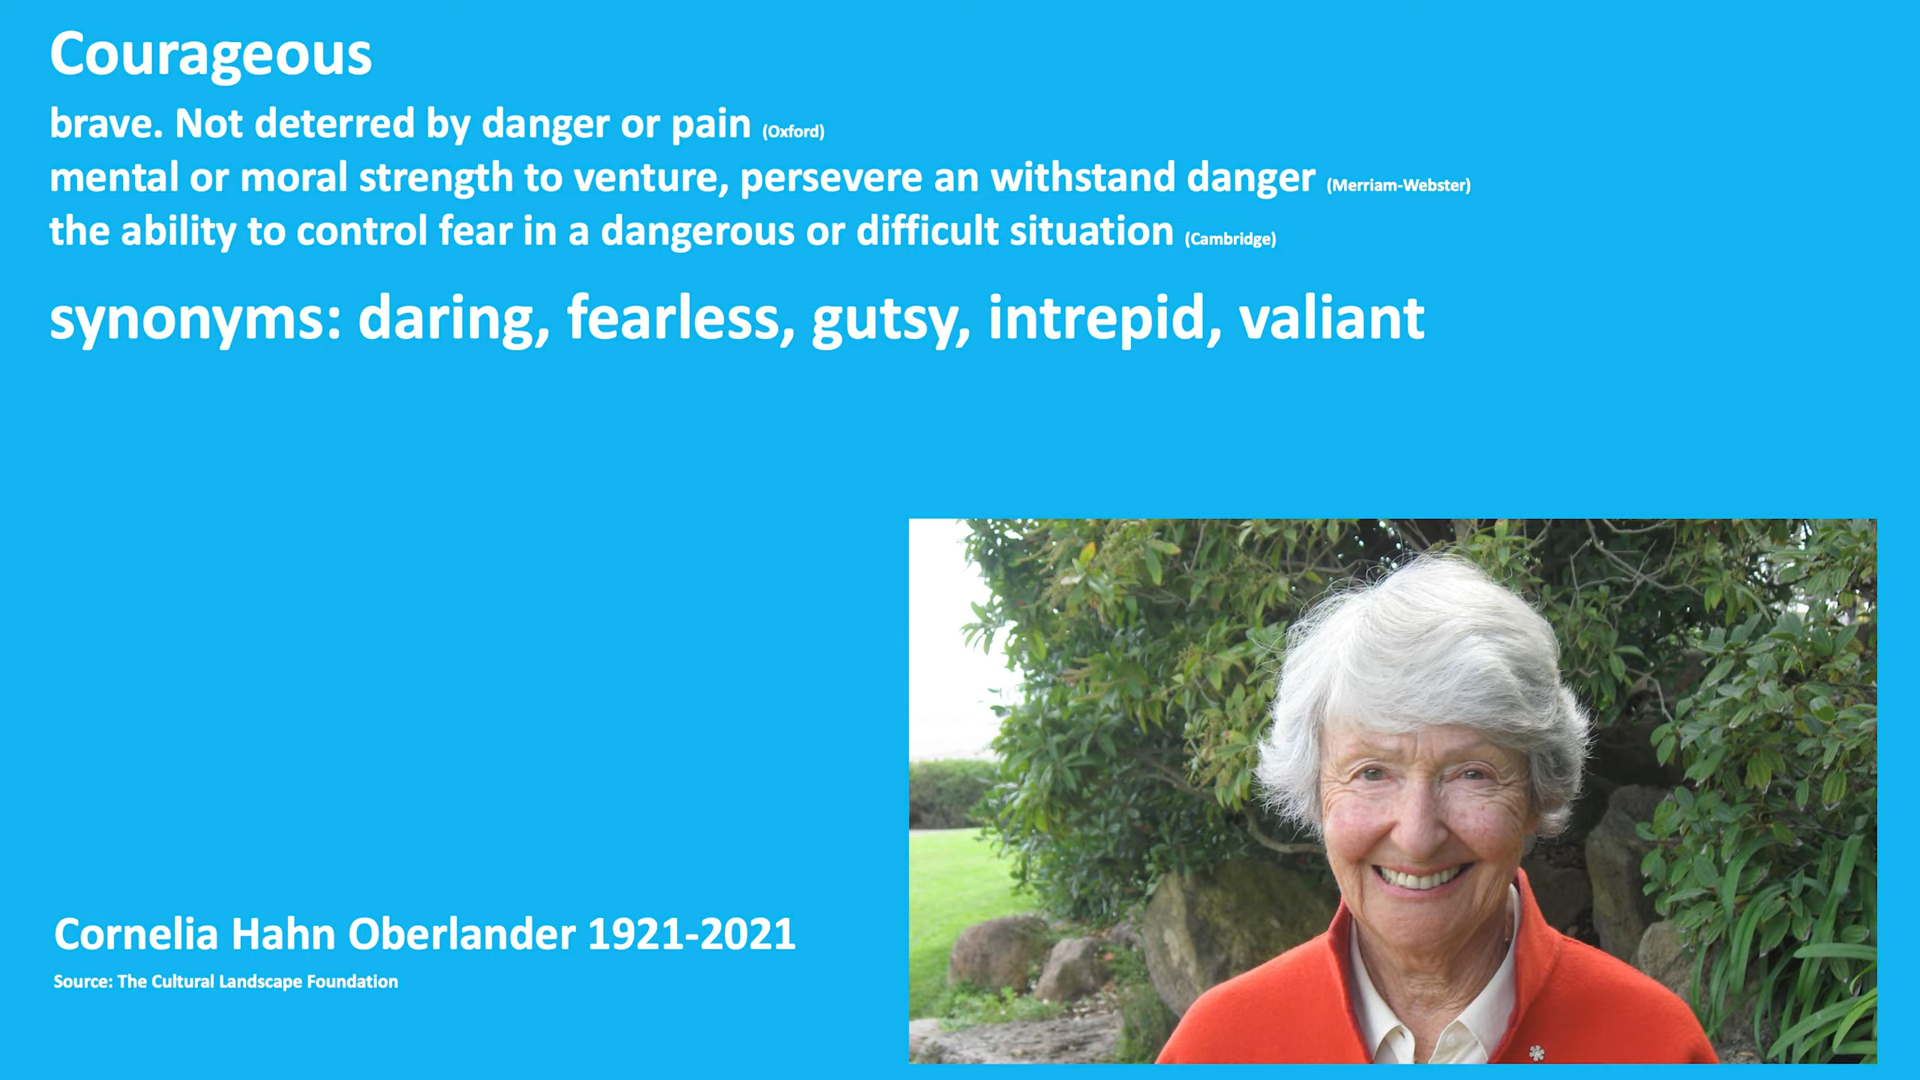 Courageous
brave. Not deterred by danger or pain (Oxford)
mental or moral strength to venture, persevere an withstand danger (Merriam-Webster)
the ability to control fear in a dangerous or difficult situation (Cambridge)
synonyms: daring, fearless, gutsy, intrepid, valiant
Cornelia Hahn Oberlander 1921-2021
Source: The Cultural Landscape Foundation